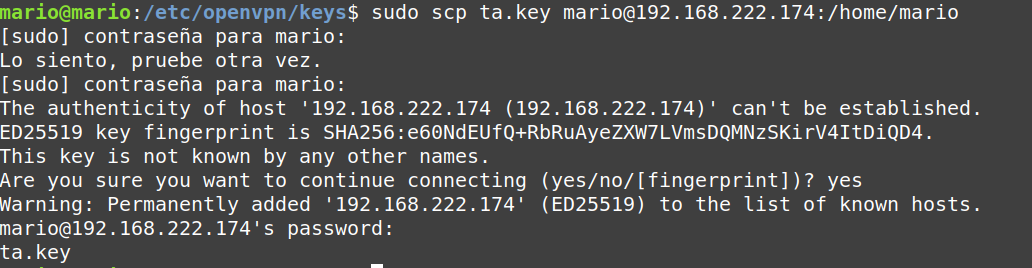 mario@mario:/etc/openvpn/keys$ sudo scp ta.key mario@192.168.222.174:/home/mario
[sudo] contraseña para mario:
Lo siento, pruebe otra vez.
[sudo] contraseña para mario:
The authenticity of host '192.168.222.174 (192.168.222.174)' can't be established.
ED25519 key fingerprint is SHA256:e60NdEUfQ+RbRuAyeZXW7LVmsDQMNzSKirV4ItDiQD4.
This key is not known by any other names.
Are you sure you want to continue connecting (yes/no/[fingerprint])? yes
Warning: Permanently added '192.168.222.174' (ED25519) to the list of known hosts.
mario@192.168.222.174's password:
ta.key